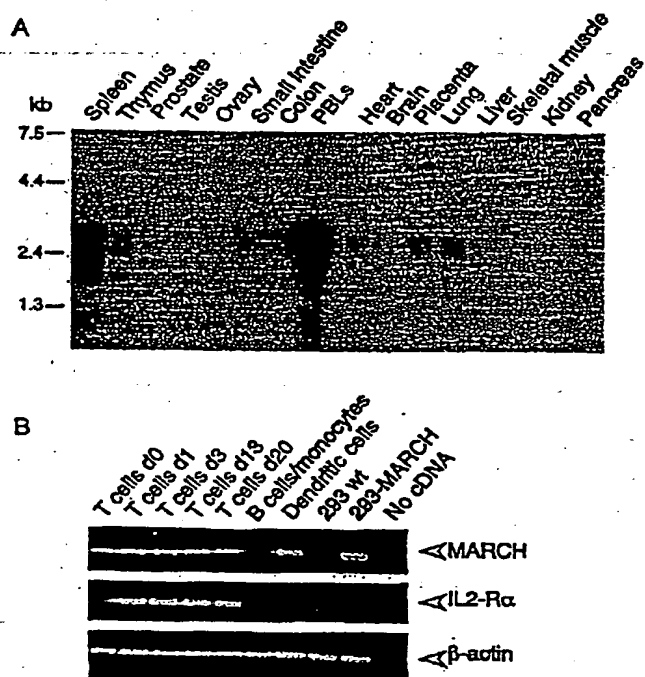 A
kb
Spleen
Thymus
Prostate
Testis
Ovary
Small Intestine
Colon
PBLs
Heart
Brain
Placenta
Lung
Liver
Skeletal muscle
Kidney
Pancreas
7.5
4.4
2.4
1.3
B
T cells d0
T cells d1
T cells d3
T cells d13
T cells d20
B cells/monocytes
Dendritic cells
293 wt
293-MARCH
No cDNA
MARCH
IL2-Rα
β-actin